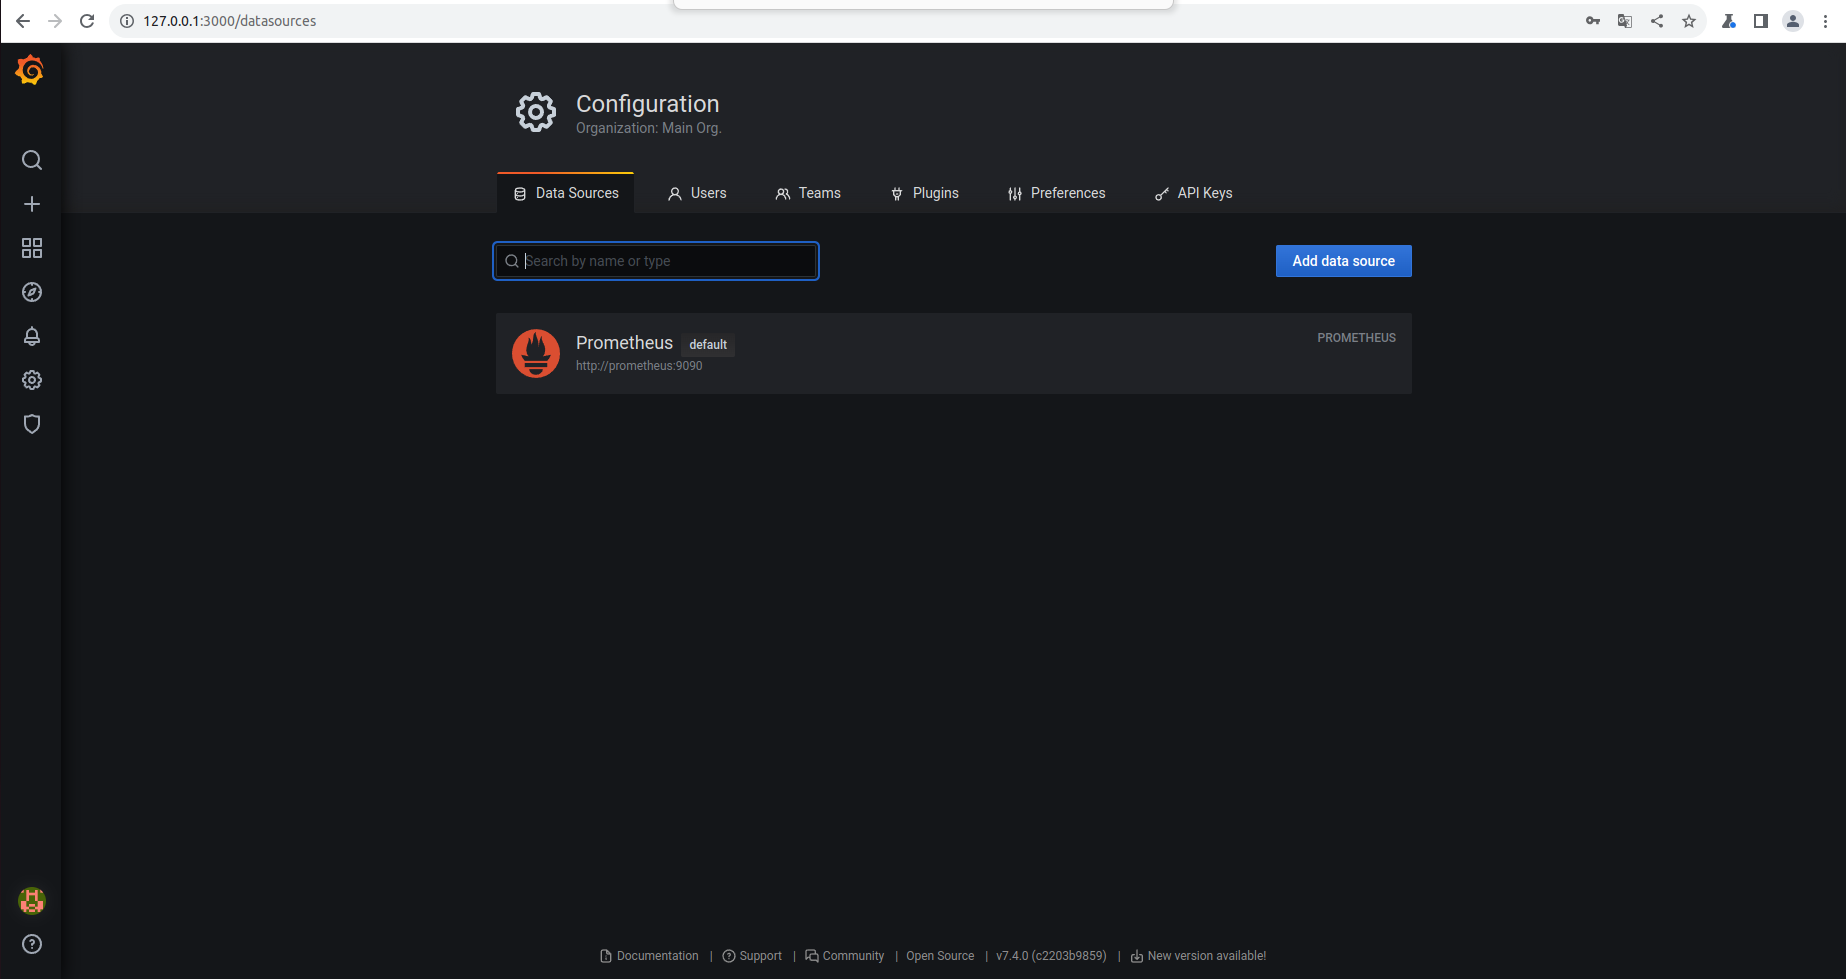 127.0.0.1:3000/datasources
Configuration
Organization: Main Org.
Data Sources Users Teams Plugins Preferences API Keys
Search by name or type Add data source
Prometheus default PROMETHEUS
http://prometheus:9090
Documentation | Support | Community | Open Source | v7.4.0 (c2203b9859) | New version available!